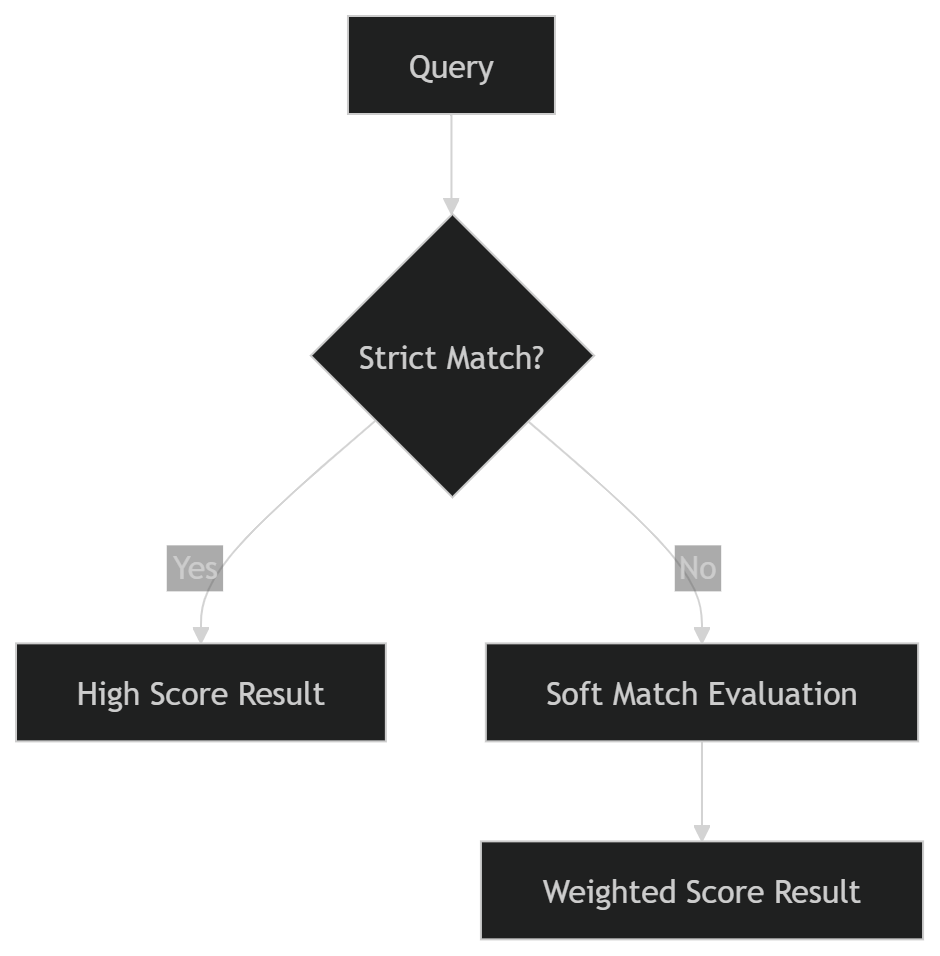 Query
Strict Match?
Yes
No
High Score Result
Soft Match Evaluation
Weighted Score Result